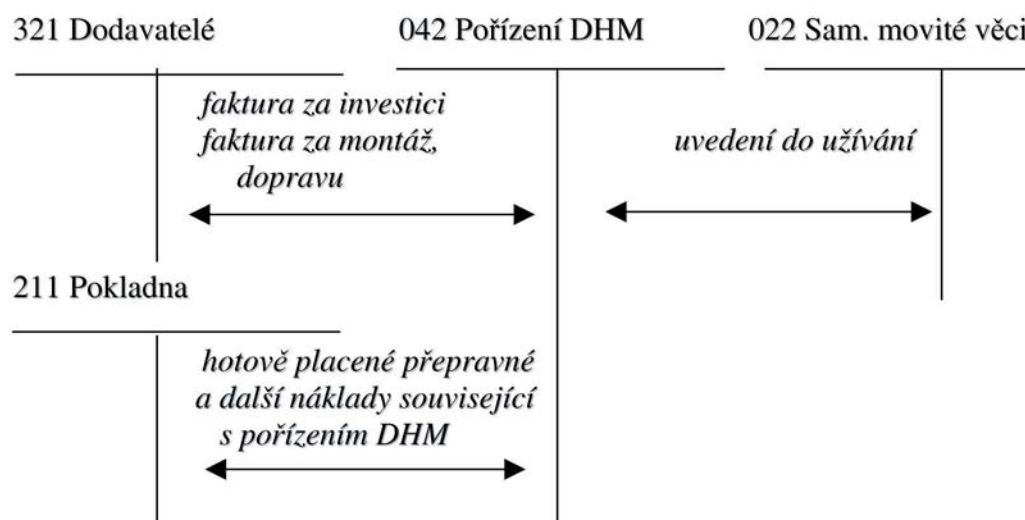 321 Dodavatelé
042 Pořízení DHM
022 Sam. movité věci
faktura za investici
faktura za montáž,
dopravu
uvedení do užívání
211 Pokladna
hotově placené přepravné
a další náklady související
s pořízením DHM